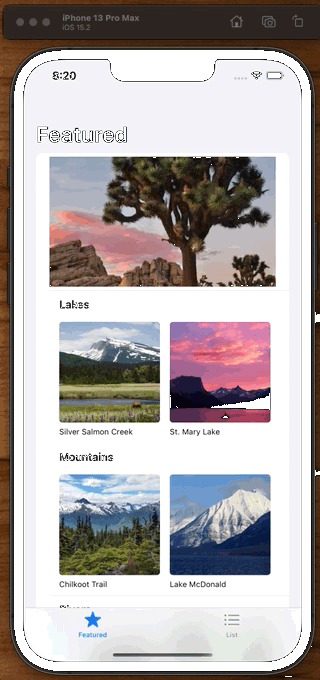 iPhone 13 Pro Max
iOS 15.2
8:20
Featured
Lakes
Silver Salmon Creek
St. Mary Lake
Mountains
Chilkoot Trail
Lake McDonald
Featured
List